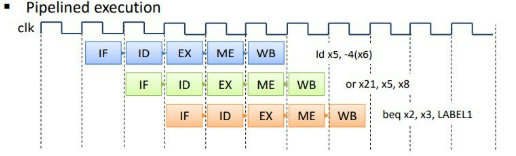 ▪ Pipelined execution
clk
IF ID EX ME WB ld x5, -4(x6)
IF ID EX ME WB or x21, x5, x8
IF ID EX ME WB beq x2, x3, LABEL1